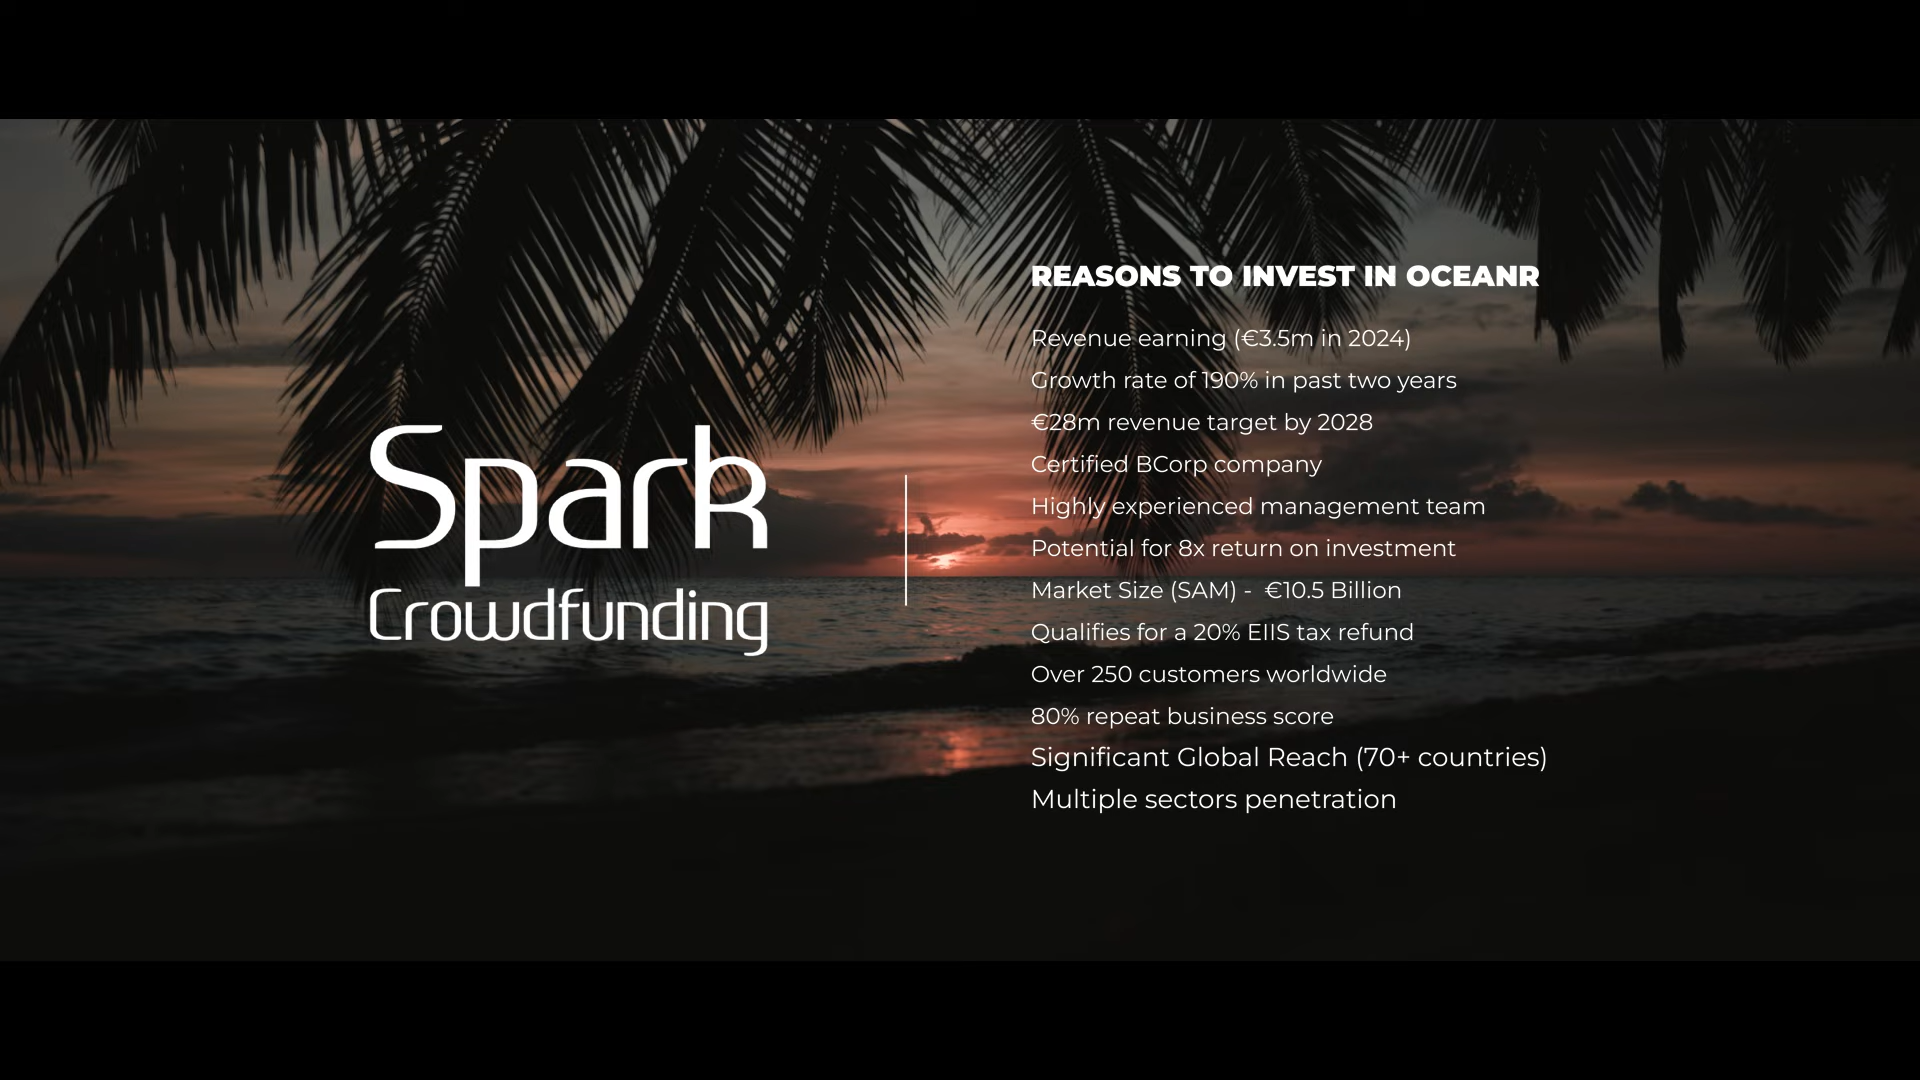 Spark
Crowdfunding
REASONS TO INVEST IN OCEANR
Revenue earning (€3.5m in 2024)
Growth rate of 190% in past two years
€28m revenue target by 2028
Certified BCorp company
Highly experienced management team
Potential for 8x return on investment
Market Size (SAM) -  €10.5 Billion
Qualifies for a 20% EIIS tax refund
Over 250 customers worldwide
80% repeat business score
Significant Global Reach (70+ countries)
Multiple sectors penetration